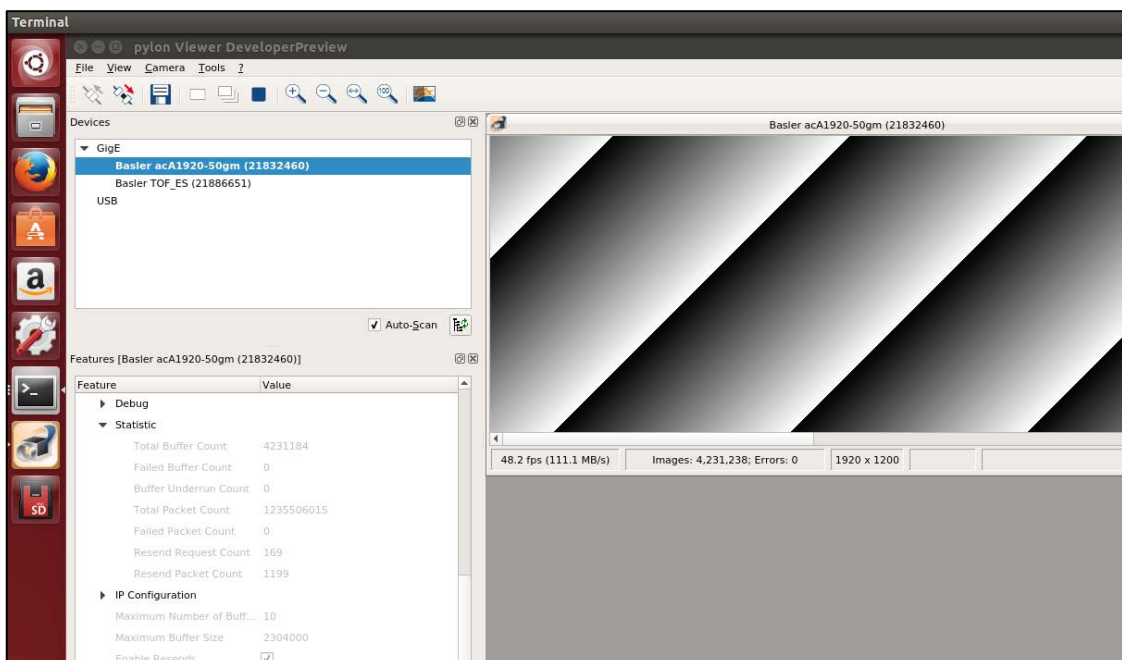 Terminal
pylon Viewer DeveloperPreview
File View Camera Tools ?
100
Devices
GigE
Basler acA1920-50gm (21832460)
Basler TOF_ES (21886651)
USB
Auto-Scan
Features [Basler acA1920-50gm (21832460)]
Feature Value
Debug
Statistic
Total Buffer Count 4231184
Failed Buffer Count 0
Buffer Underrun Count 0
Total Packet Count 1235506015
Failed Packet Count 0
Resend Request Count 169
Resend Packet Count 1199
IP Configuration
Maximum Number of Buff... 10
Maximum Buffer Size 2304000
Enable Resends
Basler acA1920-50gm (21832460)
48.2 fps (111.1 MB/s) Images: 4,231,238; Errors: 0 1920 x 1200
A
a
>_
SD